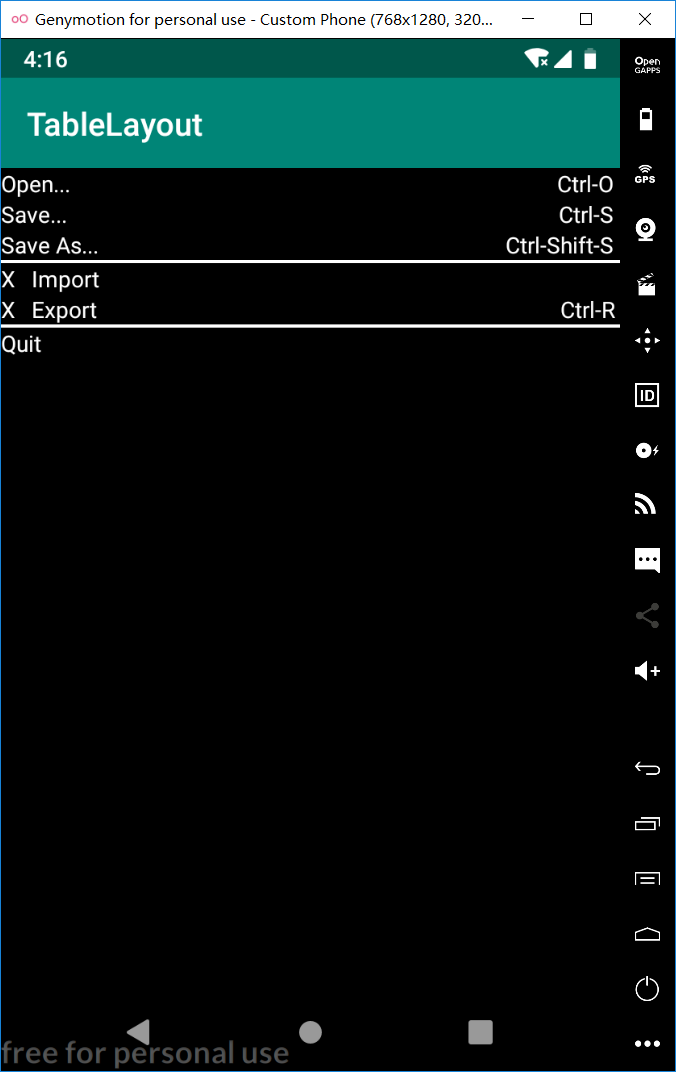 Genymotion for personal use - Custom Phone (768x1280, 320...
4:16
Open
GAPPS
TableLayout
GPS
Open... Ctrl-O
Save... Ctrl-S
Save As... Ctrl-Shift-S
X Import
X Export Ctrl-R
Quit
ID
free for personal use